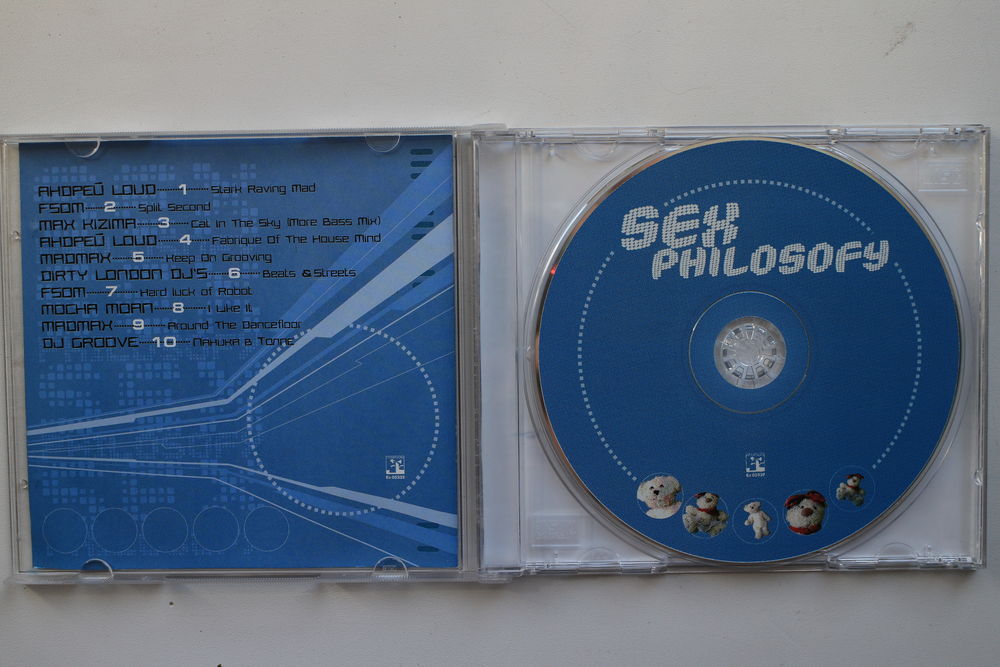 АНДРЕЙ LOUD 1 Stark Raving Mad
FSOM 2 Split Second
MAX KIZIMA 3 Cat In The Sky (More Bass Mix)
АНДРЕЙ LOUD 4 Fabrique Of The House Mind
MADMAX 5 Keep On Grooving
DIRTY LONDON DJ'S 6 Beats & Streets
FSOM 7 Hard luck of Robot
MOCHA MOAN 8 I Like It
MADMAX 9 Around The Dancefloor
DJ GROOVE 10 Паника в Толпе
SEX
PHILOSOFY